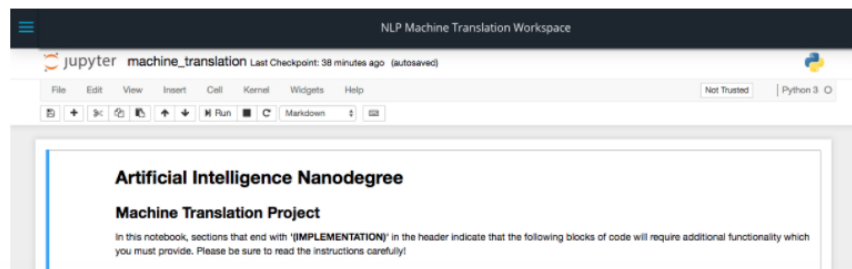 NLP Machine Translation Workspace
jupyter machine_translation Last Checkpoint: 38 minutes ago (autosaved)
File Edit View Insert Cell Kernel Widgets Help Not Trusted Python 3
Run Markdown
Artificial Intelligence Nanodegree
Machine Translation Project
In this notebook, sections that end with '(IMPLEMENTATION)' in the header indicate that the following blocks of code will require additional functionality which
you must provide. Please be sure to read the instructions carefully!